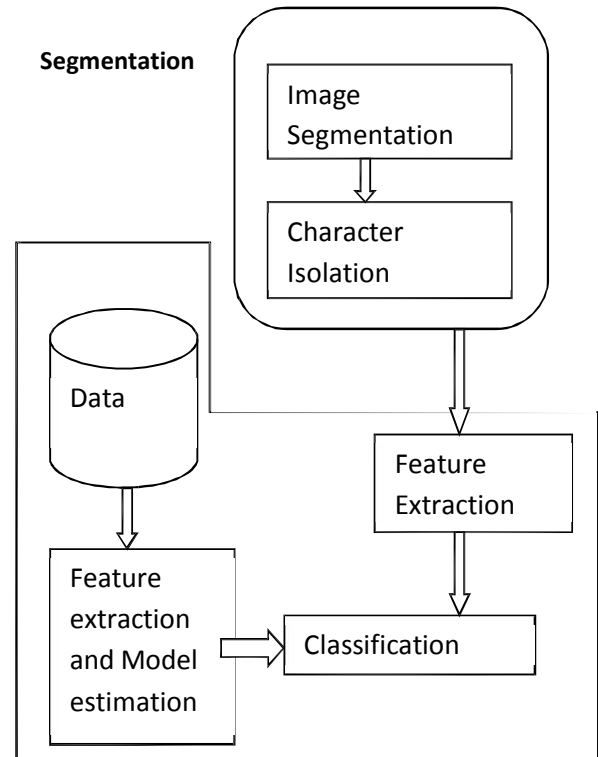 Segmentation
Image
Segmentation
Character
Isolation
Data
Feature
Extraction
Feature
extraction
and Model
estimation
Classification